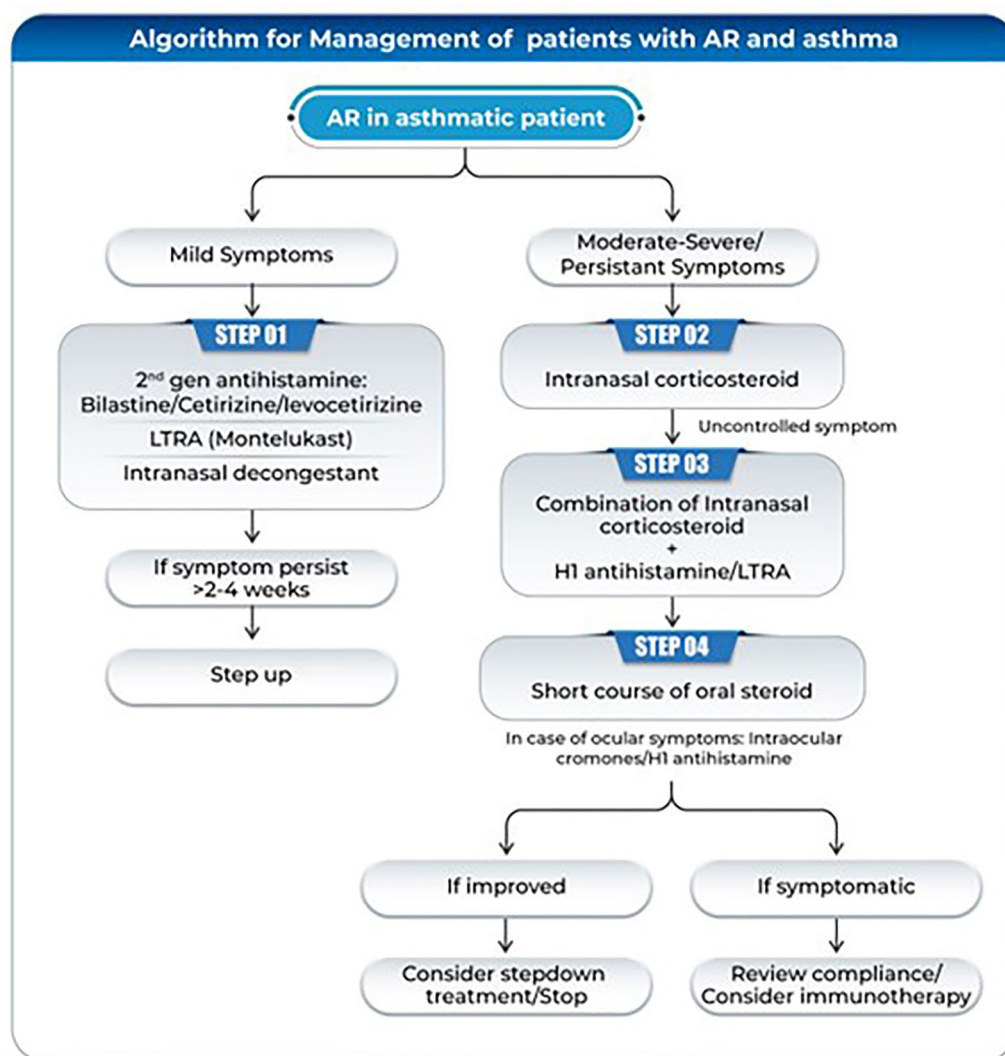 Algorithm for Management of patients with AR and asthma
AR in asthmatic patient
Mild Symptoms
STEP 01
2nd gen antihistamine:
Bilastine/Cetirizine/levocetirizine
LTRA (Montelukast)
Intranasal decongestant
If symptom persist
>2-4 weeks
Step up
Moderate-Severe/
Persistant Symptoms
STEP 02
Intranasal corticosteroid
Uncontrolled symptom
STEP 03
Combination of Intranasal
corticosteroid
+
H1 antihistamine/LTRA
STEP 04
Short course of oral steroid
In case of ocular symptoms: Intraocular
cromones/H1 antihistamine
If improved
Consider stepdown
treatment/Stop
If symptomatic
Review compliance/
Consider immunotherapy